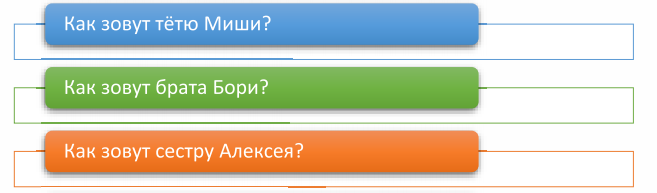 Как зовут тётю Миши?
Как зовут брата Бори?
Как зовут сестру Алексея?